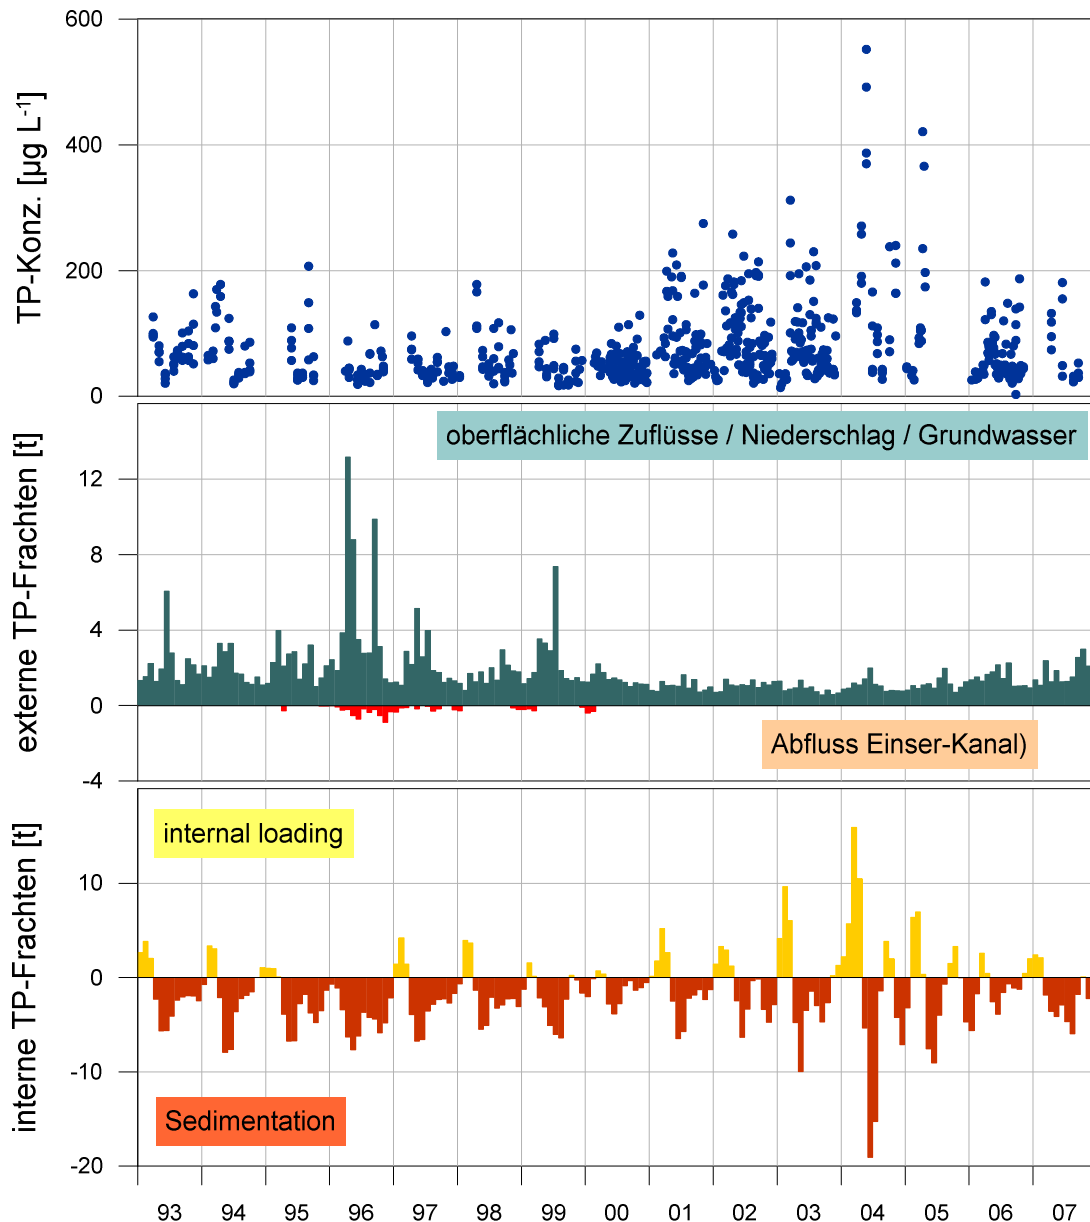 600
400
200
0
TP-Konz. [µg L-1]
oberflächliche Zuflüsse / Niederschlag / Grundwasser
12
8
4
0
-4
externe TP-Frachten [t]
Abfluss Einser-Kanal)
internal loading
10
0
-10
-20
interne TP-Frachten [t]
Sedimentation
93 94 95 96 97 98 99 00 01 02 03 04 05 06 07